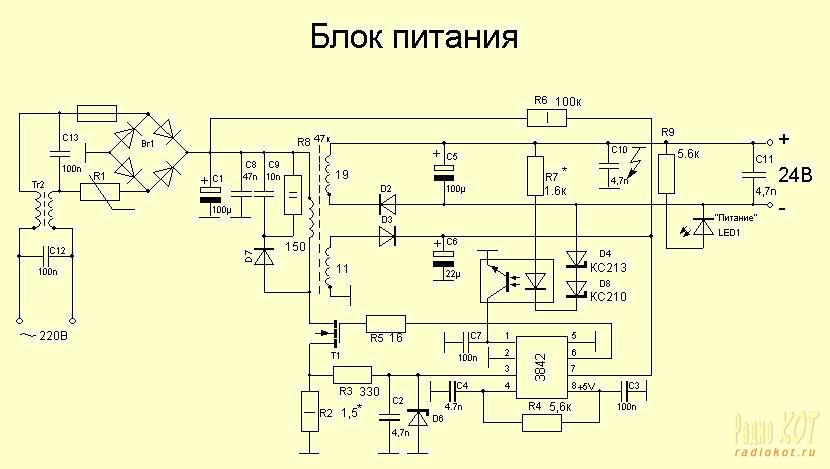 Блок питания
R6 100к
C13
100n
Br1
R8
47к
R9
5.6к
+
24В
-
C1
100µ
C8
47n
C9
10n
19
C5
100µ
R7 *
1.6к
C10
4,7n
C11
4,7n
Tr2
R1
D2
D3
"Питание"
LED1
150
D7
11
C6
22µ
D4
КС213
D8
КС210
C12
100n
~ 220В
T1
R5 16
C7
100n
1
2
3
4
3842
5
6
7
8
+5V
C3
100n
R3 330
C4
4.7n
R4 5,6к
R2 1,5*
C2
4,7n
D6
Радио КОТ
radiokot.ru